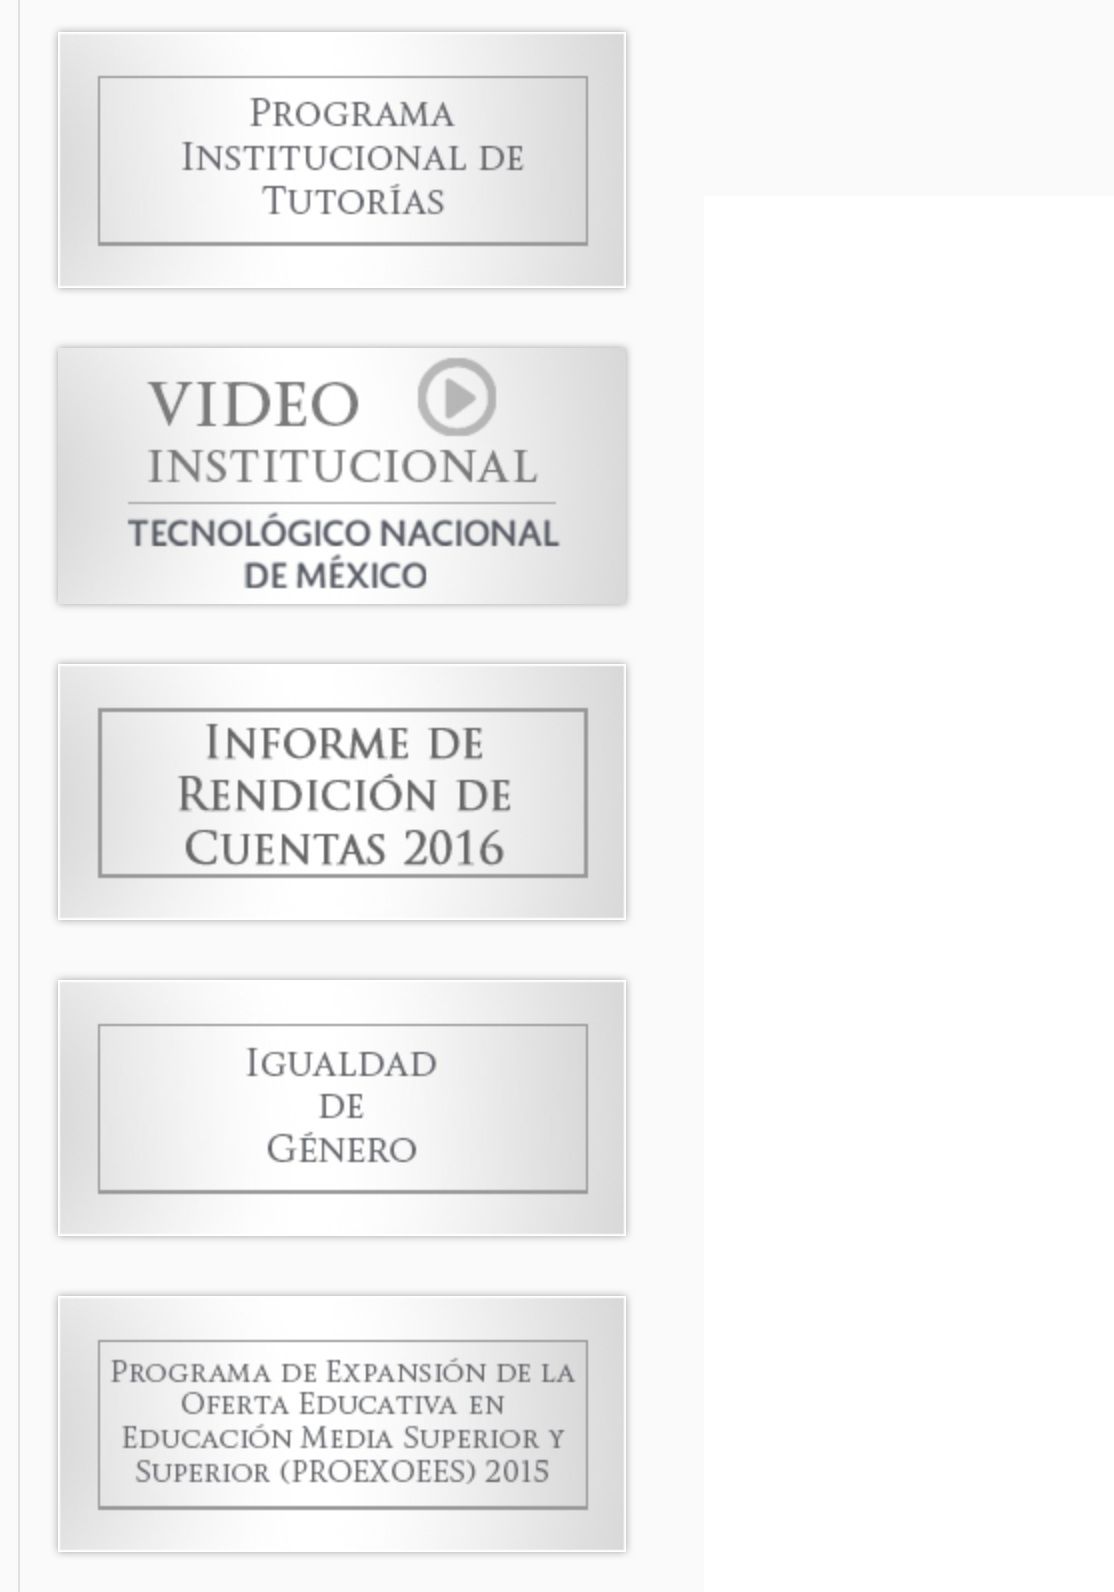 PROGRAMA
INSTITUCIONAL DE
TUTORÍAS
VIDEO
INSTITUCIONAL
TECNOLÓGICO NACIONAL
DE MÉXICO
INFORME DE
RENDICIÓN DE
CUENTAS 2016
IGUALDAD
DE
GÉNERO
PROGRAMA DE EXPANSIÓN DE LA
OFERTA EDUCATIVA EN
EDUCACIÓN MEDIA SUPERIOR Y
SUPERIOR (PROEXOEES) 2015